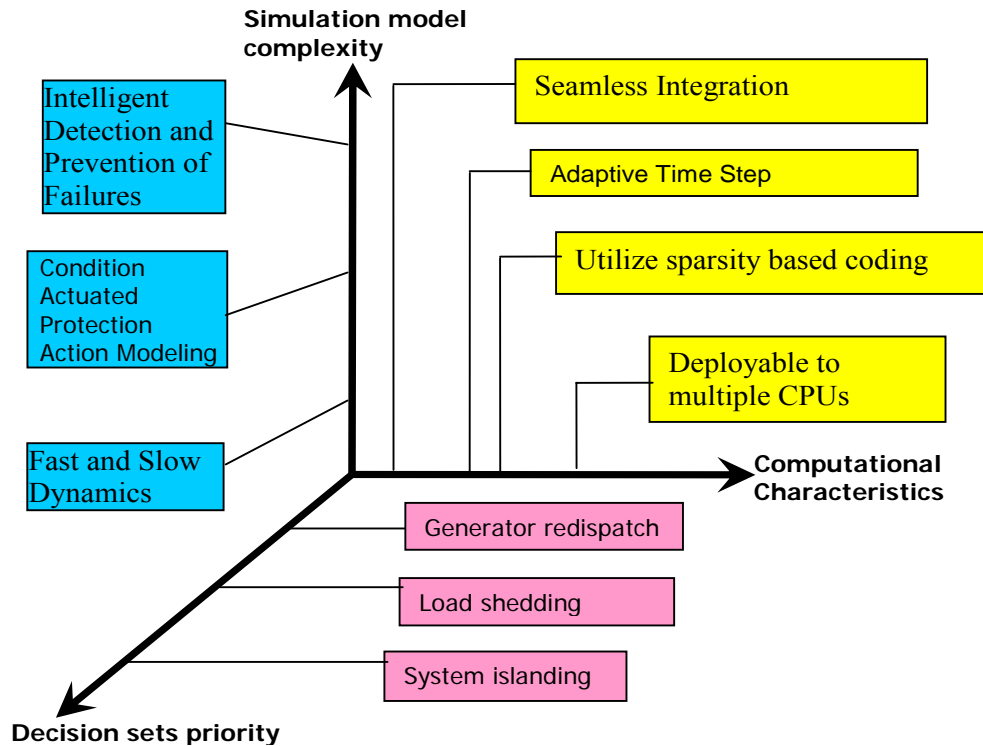 Simulation model
complexity
Intelligent
Detection and
Prevention of
Failures
Seamless Integration
Adaptive Time Step
Utilize sparsity based coding
Condition
Actuated
Protection
Action Modeling
Deployable to
multiple CPUs
Fast and Slow
Dynamics
Computational
Characteristics
Generator redispatch
Load shedding
System islanding
Decision sets priority